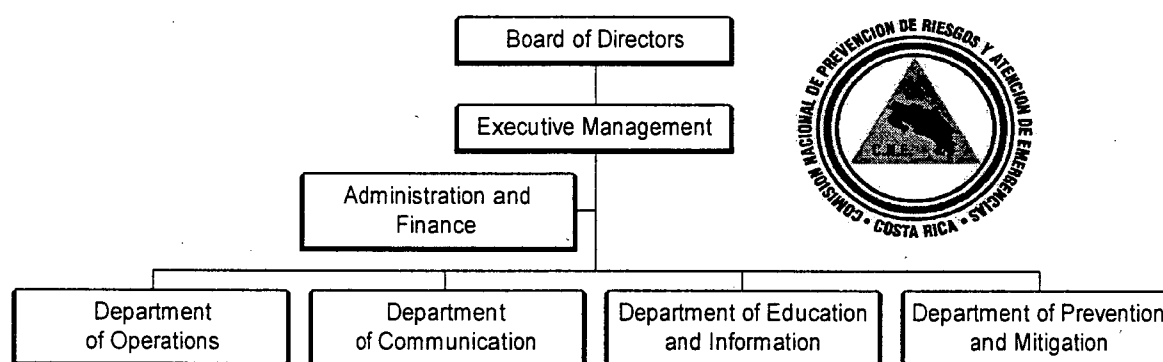 Board of Directors
COMISION NACIONAL DE PREVENCION DE RIESGOS Y ATENCION DE EMERGENCIAS
• COSTA RICA •
Executive Management
Administration and
Finance
Department
of Operations
Department
of Communication
Department of Education
and Information
Department of Prevention
and Mitigation